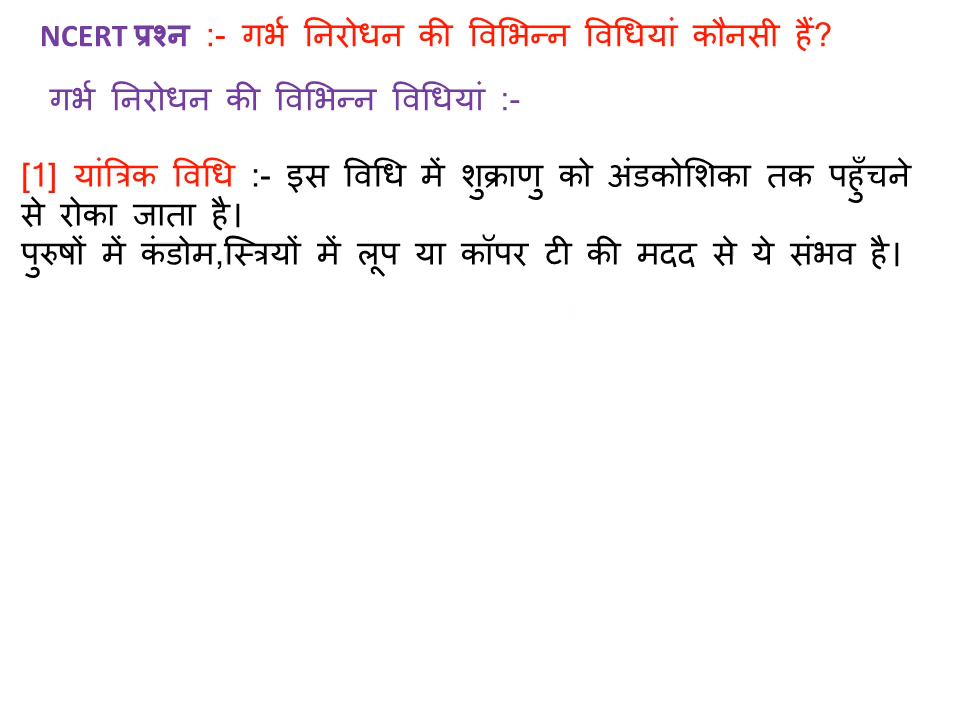 NCERT प्रश्न :- गर्भ निरोधन की विभिन्न विधियां कौनसी हैं?
गर्भ निरोधन की विभिन्न विधियां :-
[1] यांत्रिक विधि :- इस विधि में शुक्राणु को अंडकोशिका तक पहुँचने
से रोका जाता है।
पुरुषों में कंडोम,स्त्रियों में लूप या कॉपर टी की मदद से ये संभव है।